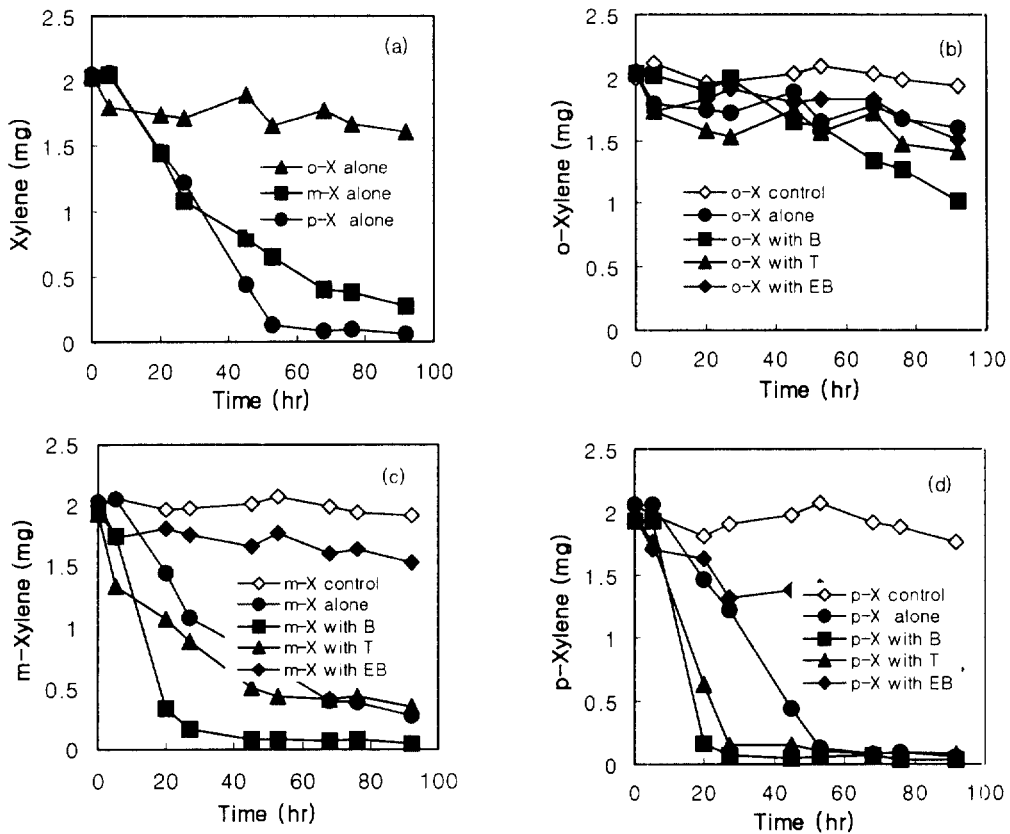 2.5
2
1.5
1
0.5
0
Xylene (mg)
(a)
o-X alone
m-X alone
p-X alone
0 20 40 60 80 100
Time (hr)
2.5
2
1.5
1
0.5
0
o-Xylene (mg)
(b)
o-X control
o-X alone
o-X with B
o-X with T
o-X with EB
0 20 40 60 80 100
Time (hr)
2.5
2
1.5
1
0.5
0
m-Xylene (mg)
(c)
m-X control
m-X alone
m-X with B
m-X with T
m-X with EB
0 20 40 60 80 100
Time (hr)
2.5
2
1.5
1
0.5
0
p-Xylene (mg)
(d)
p-X control
p-X alone
p-X with B
p-X with T
p-X with EB
0 20 40 60 80 100
Time (hr)